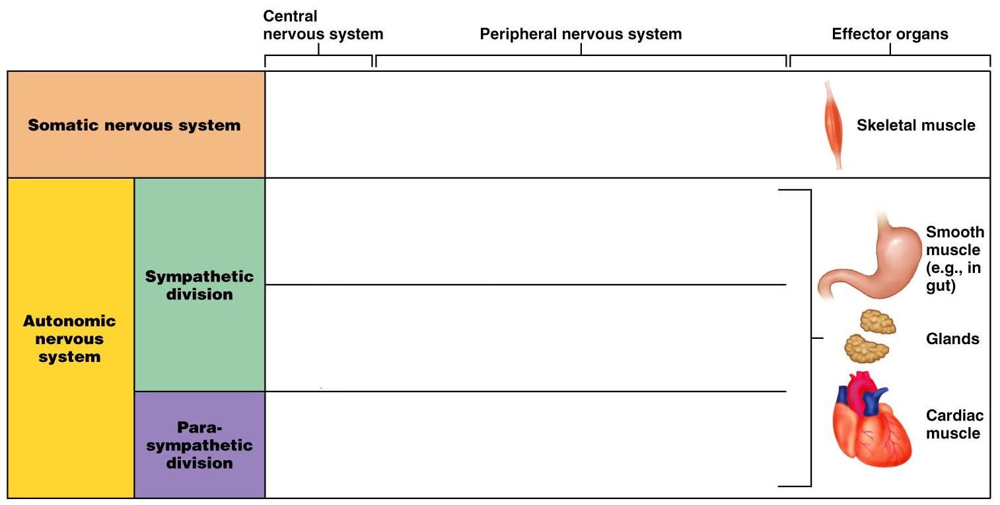 Central
nervous system
Peripheral nervous system
Effector organs
Somatic nervous system
Skeletal muscle
Autonomic
nervous
system
Sympathetic
division
Smooth
muscle
(e.g., in
gut)
Glands
Para-
sympathetic
division
Cardiac
muscle